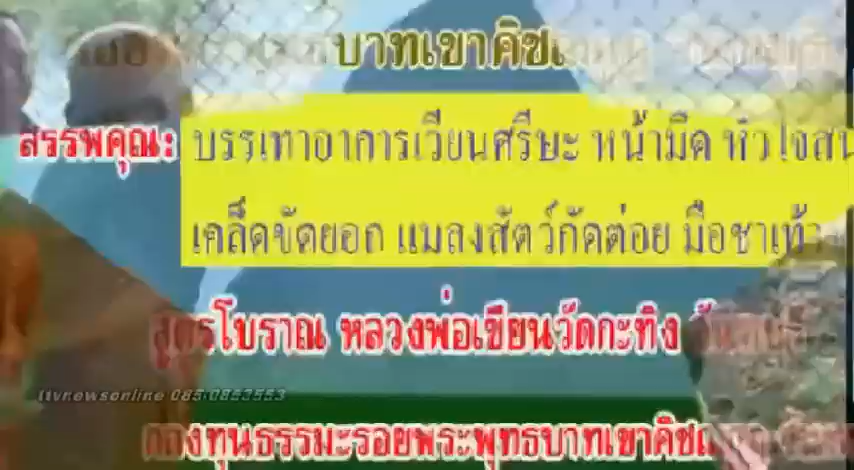 บาทเขาคิช
สรรพคุณ: บรรเทาอาการเวียนศรีษะ หน้ามืด หัวใจสน
เคล็ดขัดยอก แมลงสัตว์กัดต่อย มือชาเท้า
สูตรโบราณ หลวงพ่อเขียนวัดกะทิง
ttvnewsonline 085-0853553
กองทุนธรรมะรอยพระพุทธบาทเขาคิช